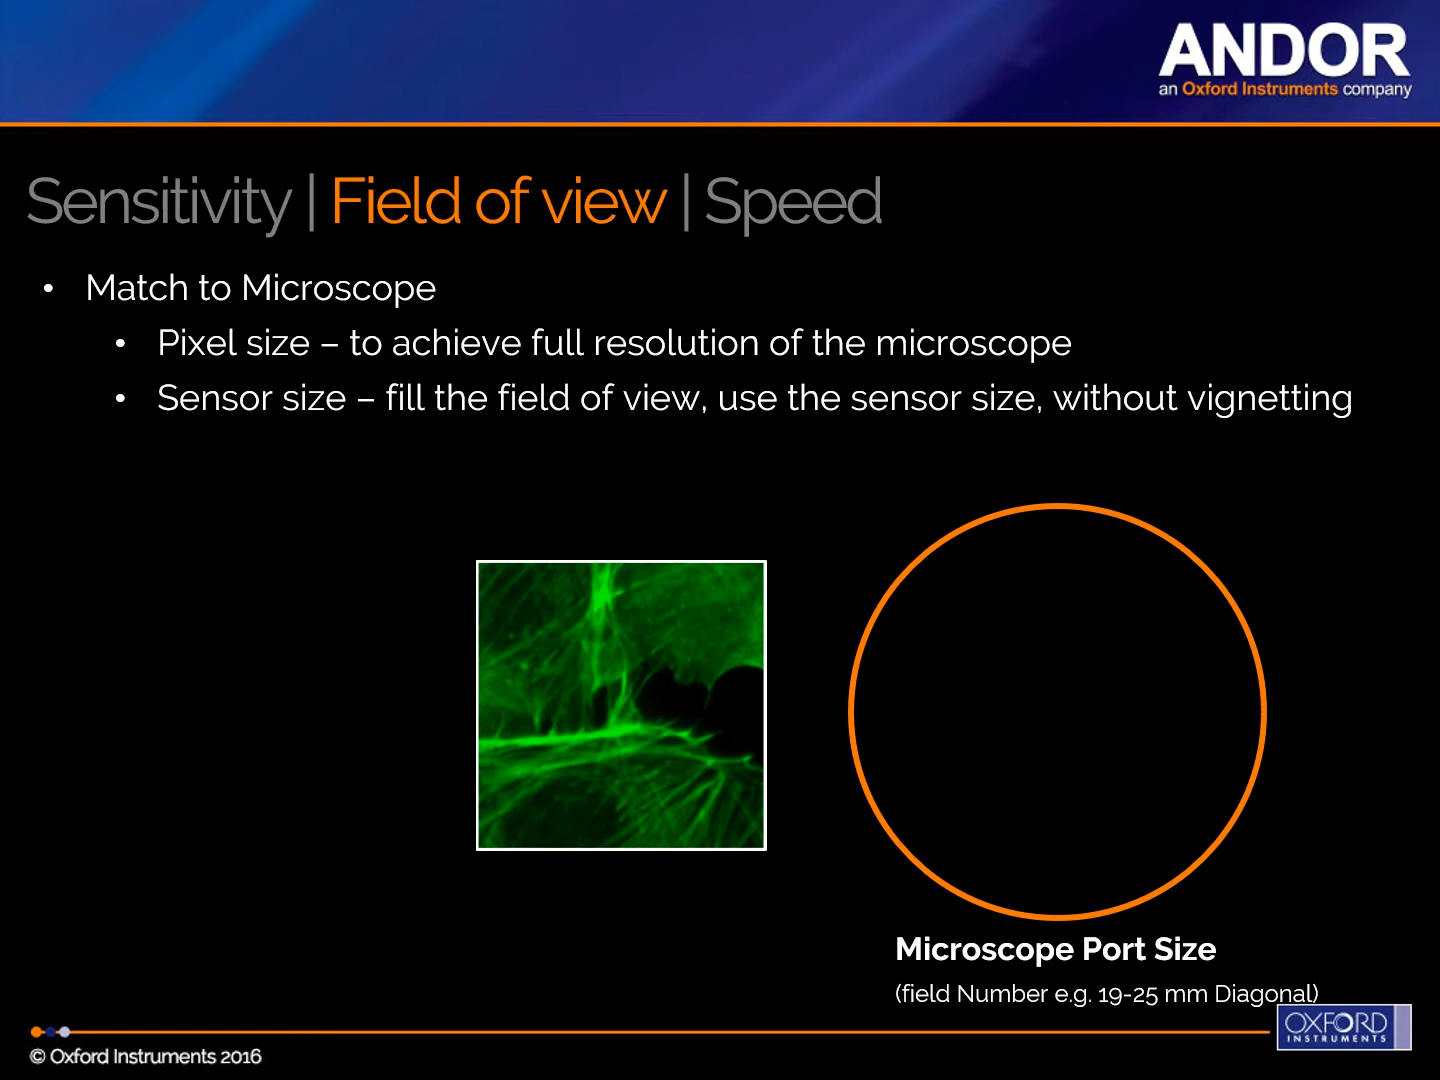 ANDOR
an Oxford Instruments company
Sensitivity | Field of view | Speed
• Match to Microscope
• Pixel size – to achieve full resolution of the microscope
• Sensor size – fill the field of view, use the sensor size, without vignetting
Microscope Port Size
(field Number e.g. 19-25 mm Diagonal)
OXFORD
INSTRUMENTS
© Oxford Instruments 2016